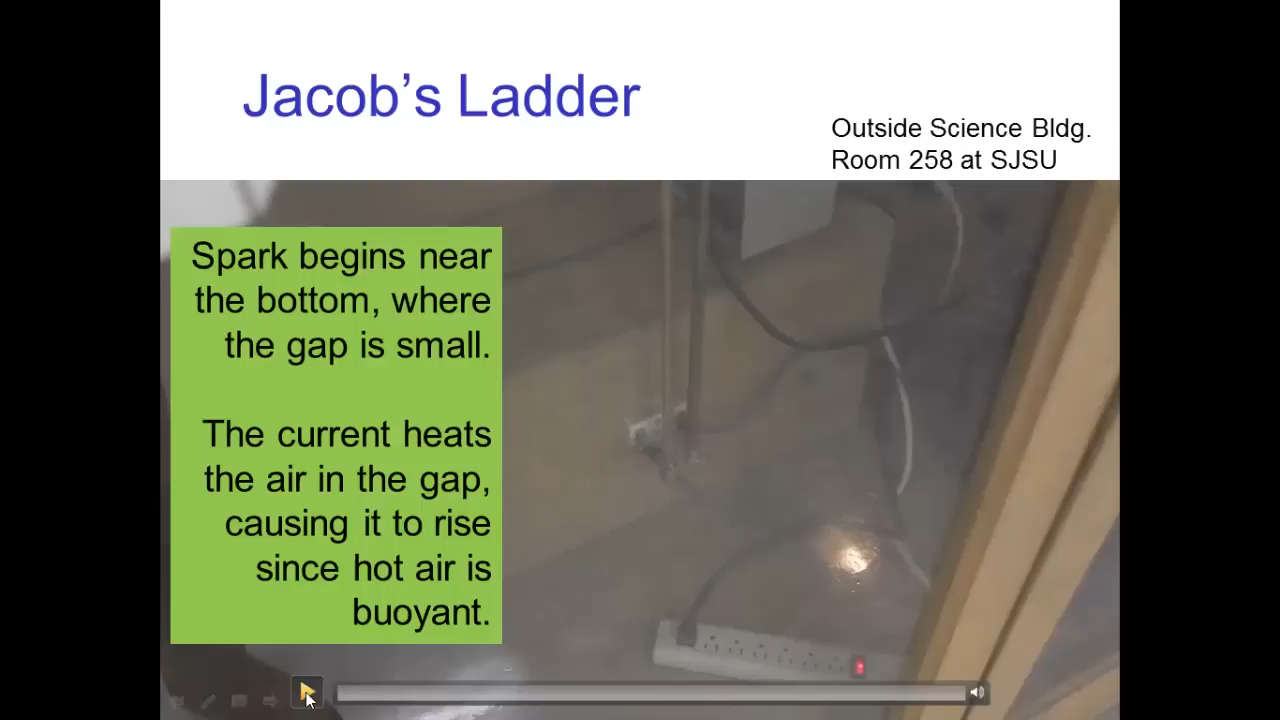 Jacob's Ladder
Outside Science Bldg.
Room 258 at SJSU
Spark begins near
the bottom, where
the gap is small.
The current heats
the air in the gap,
causing it to rise
since hot air is
buoyant.